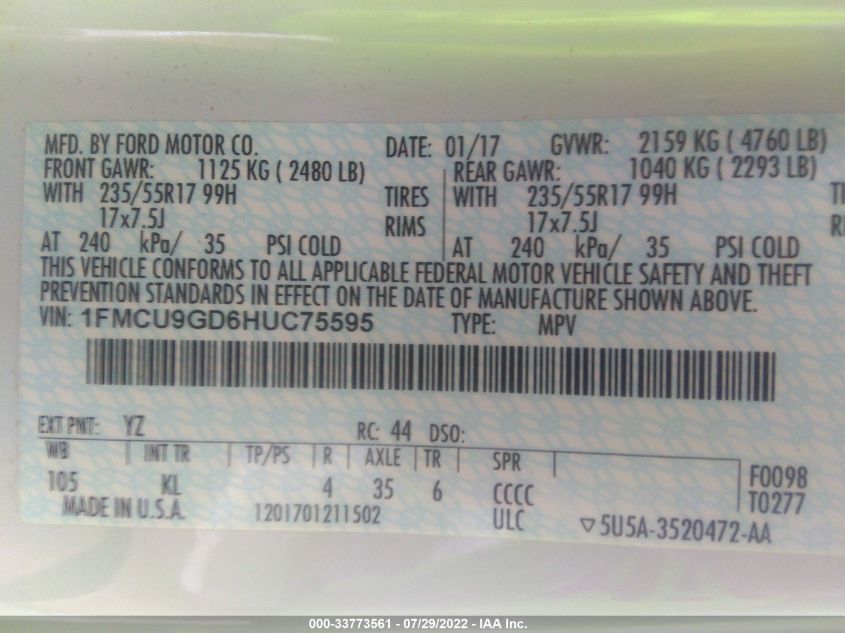 MFD. BY FORD MOTOR CO. DATE: 01/17 GVWR: 2159 KG ( 4760 LB)
FRONT GAWR: 1125 KG ( 2480 LB) REAR GAWR: 1040 KG ( 2293 LB)
WITH 235/55R17 99H TIRES WITH 235/55R17 99H
17x7.5J RIMS 17x7.5J
AT 240 kPa/ 35 PSI COLD AT 240 kPa/ 35 PSI COLD
THIS VEHICLE CONFORMS TO ALL APPLICABLE FEDERAL MOTOR VEHICLE SAFETY AND THEFT
PREVENTION STANDARDS IN EFFECT ON THE DATE OF MANUFACTURE SHOWN ABOVE.
VIN: 1FMCU9GD6HUC75595 TYPE: MPV
EXT PNT: YZ RC: 44 DSO:
WB INT TR TP/PS R AXLE TR SPR F0098
105 KL 4 35 6 CCCC T0277
MADE IN U.S.A. 1201701211502 ULC ▽5U5A-3520472-AA
000-33773561 - 07/29/2022 - IAA Inc.